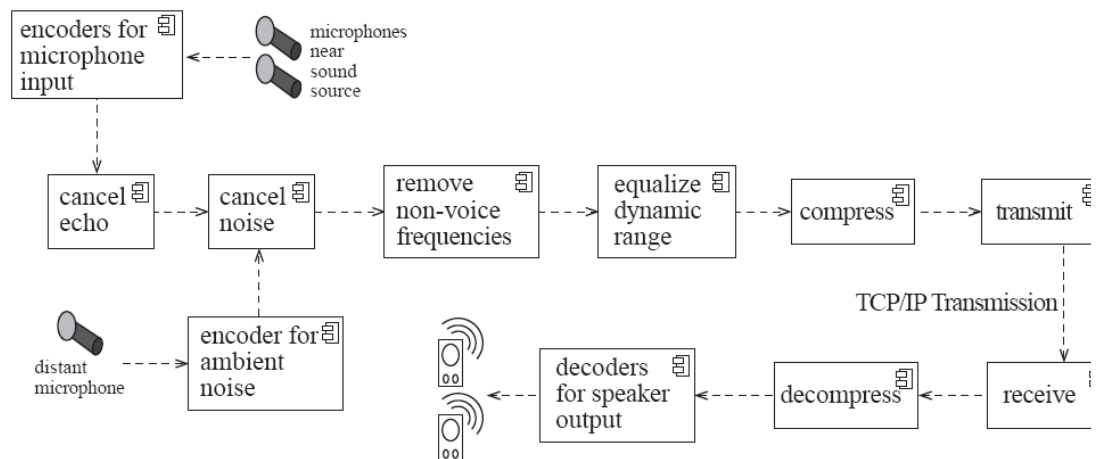 encoders for
microphone
input
microphones
near
sound
source
cancel
echo
cancel
noise
remove
non-voice
frequencies
equalize
dynamic
range
compress
transmit
TCP/IP Transmission
distant
microphone
encoder for
ambient
noise
decoders
for speaker
output
decompress
receive